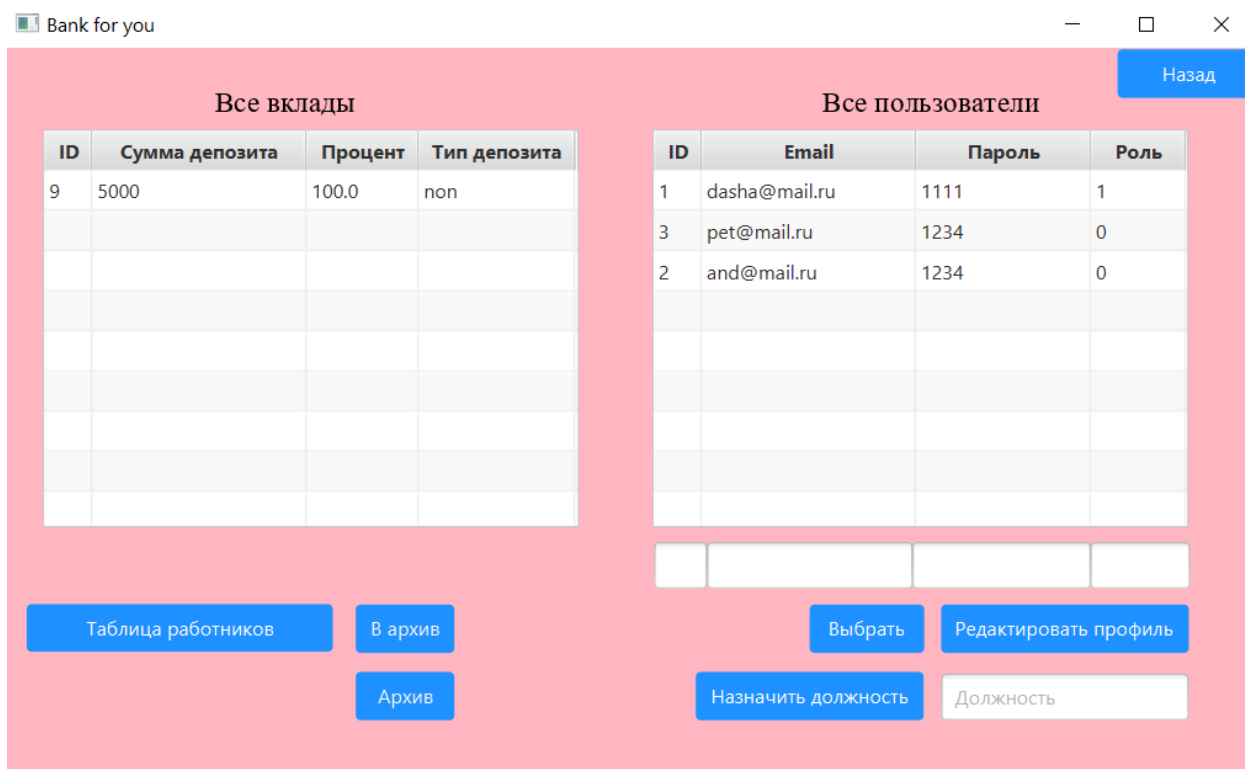 Bank for you
Назад
Все вклады
Все пользователи
ID Сумма депозита Процент Тип депозита
9 5000 100.0 non
ID Email Пароль Роль
1 dasha@mail.ru 1111 1
3 pet@mail.ru 1234 0
2 and@mail.ru 1234 0
Таблица работников В архив Выбрать Редактировать профиль
Архив Назначить должность Должность